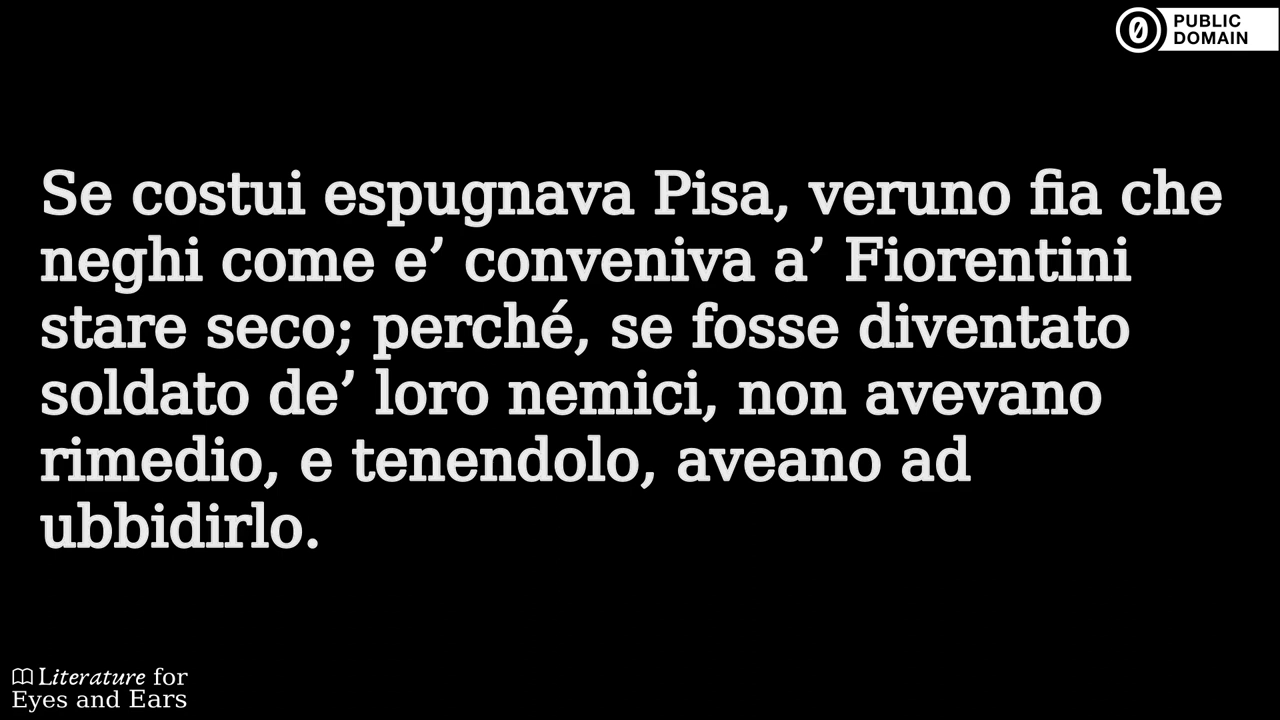 PUBLIC
DOMAIN
Se costui espugnava Pisa, veruno fia che
neghi come e’ conveniva a’ Fiorentini
stare seco; perché, se fosse diventato
soldato de’ loro nemici, non avevano
rimedio, e tenendolo, aveano ad
ubbidirlo.
Literature for
Eyes and Ears